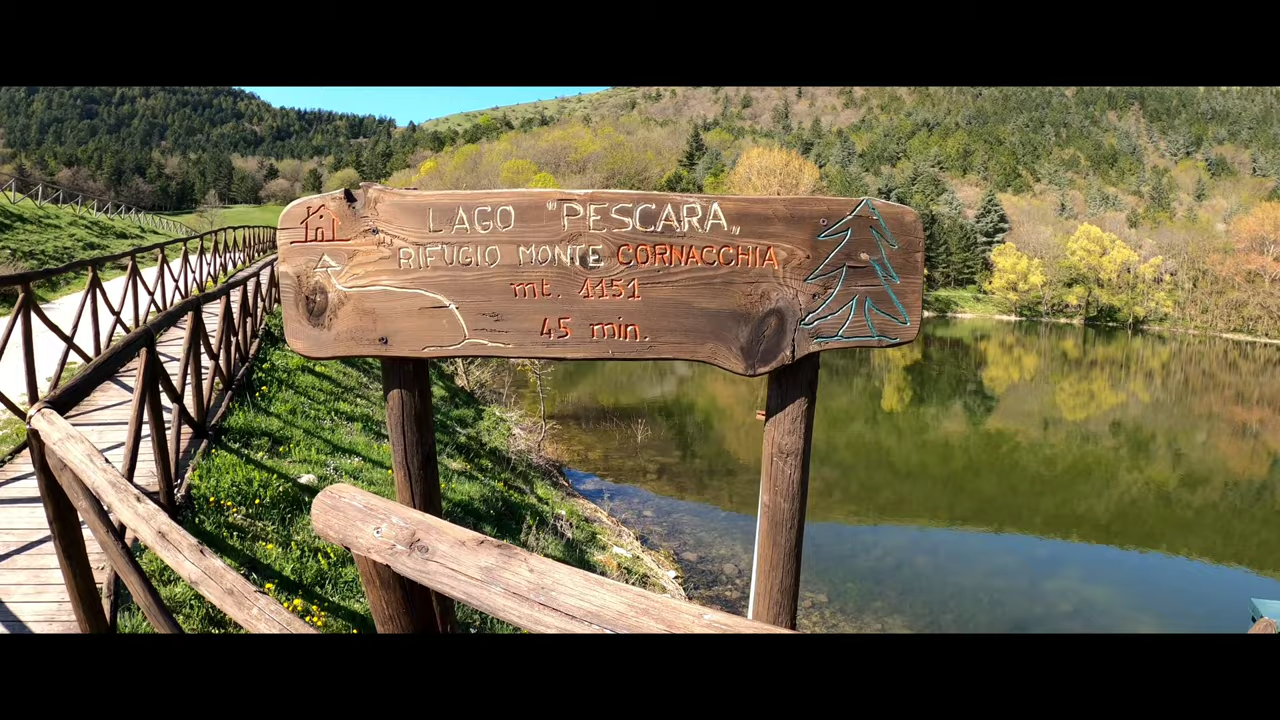 LAGO "PESCARA„
RIFUGIO MONTE CORNACCHIA
mt. 1151
45 min.